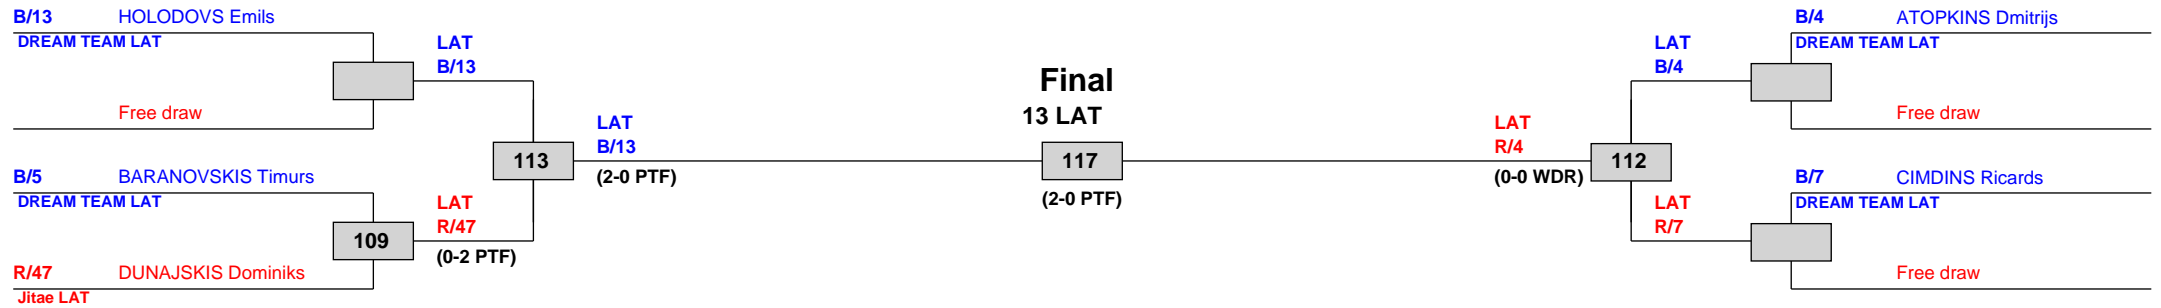 B/13 HOLODOVS Emils
DREAM TEAM LAT
LAT
B/13
Free draw
B/5 BARANOVSKIS Timurs
DREAM TEAM LAT
109
LAT
R/47
(0-2 PTF)
R/47 DUNAJSKIS Dominiks
Jitae LAT
113
LAT
B/13
(2-0 PTF)
Final
13 LAT
117
(2-0 PTF)
LAT
R/4
(0-0 WDR)
112
LAT
B/4
B/4 ATOPKINS Dmitrijs
DREAM TEAM LAT
Free draw
LAT
R/7
B/7 CIMDINS Ricards
DREAM TEAM LAT
Free draw